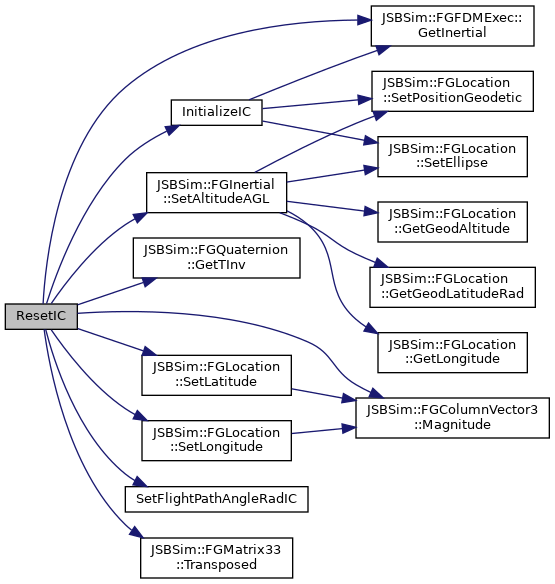 ResetIC
JSBSim::FGFDMExec::
GetInertial
InitializeIC
JSBSim::FGLocation
::SetPositionGeodetic
JSBSim::FGLocation
::SetEllipse
JSBSim::FGInertial
::SetAltitudeAGL
JSBSim::FGLocation
::GetGeodAltitude
JSBSim::FGLocation
::GetGeodLatitudeRad
JSBSim::FGLocation
::GetLongitude
JSBSim::FGQuaternion
::GetTInv
JSBSim::FGLocation
::SetLatitude
JSBSim::FGColumnVector3
::Magnitude
JSBSim::FGLocation
::SetLongitude
SetFlightPathAngleRadIC
JSBSim::FGMatrix33
::Transposed